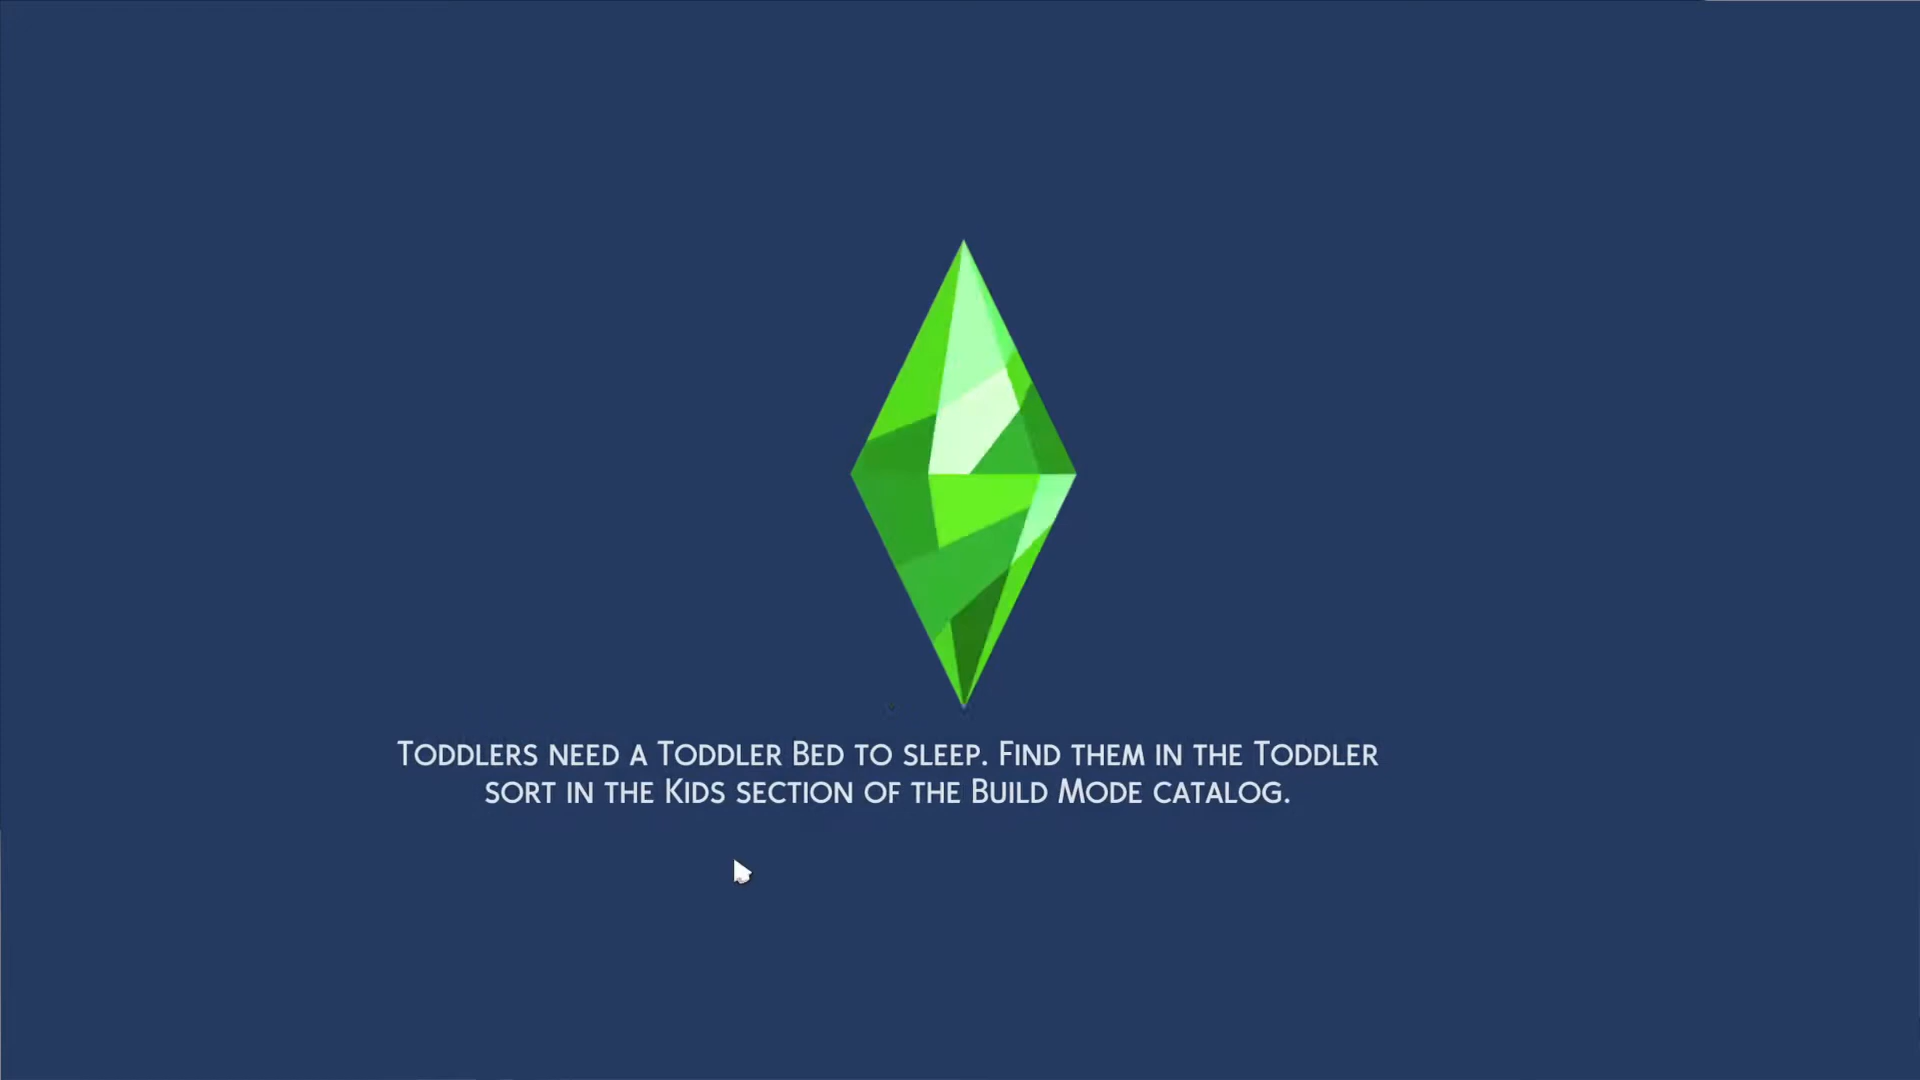 Toddlers need a Toddler Bed to sleep. Find them in the Toddler
sort in the Kids section of the Build Mode catalog.